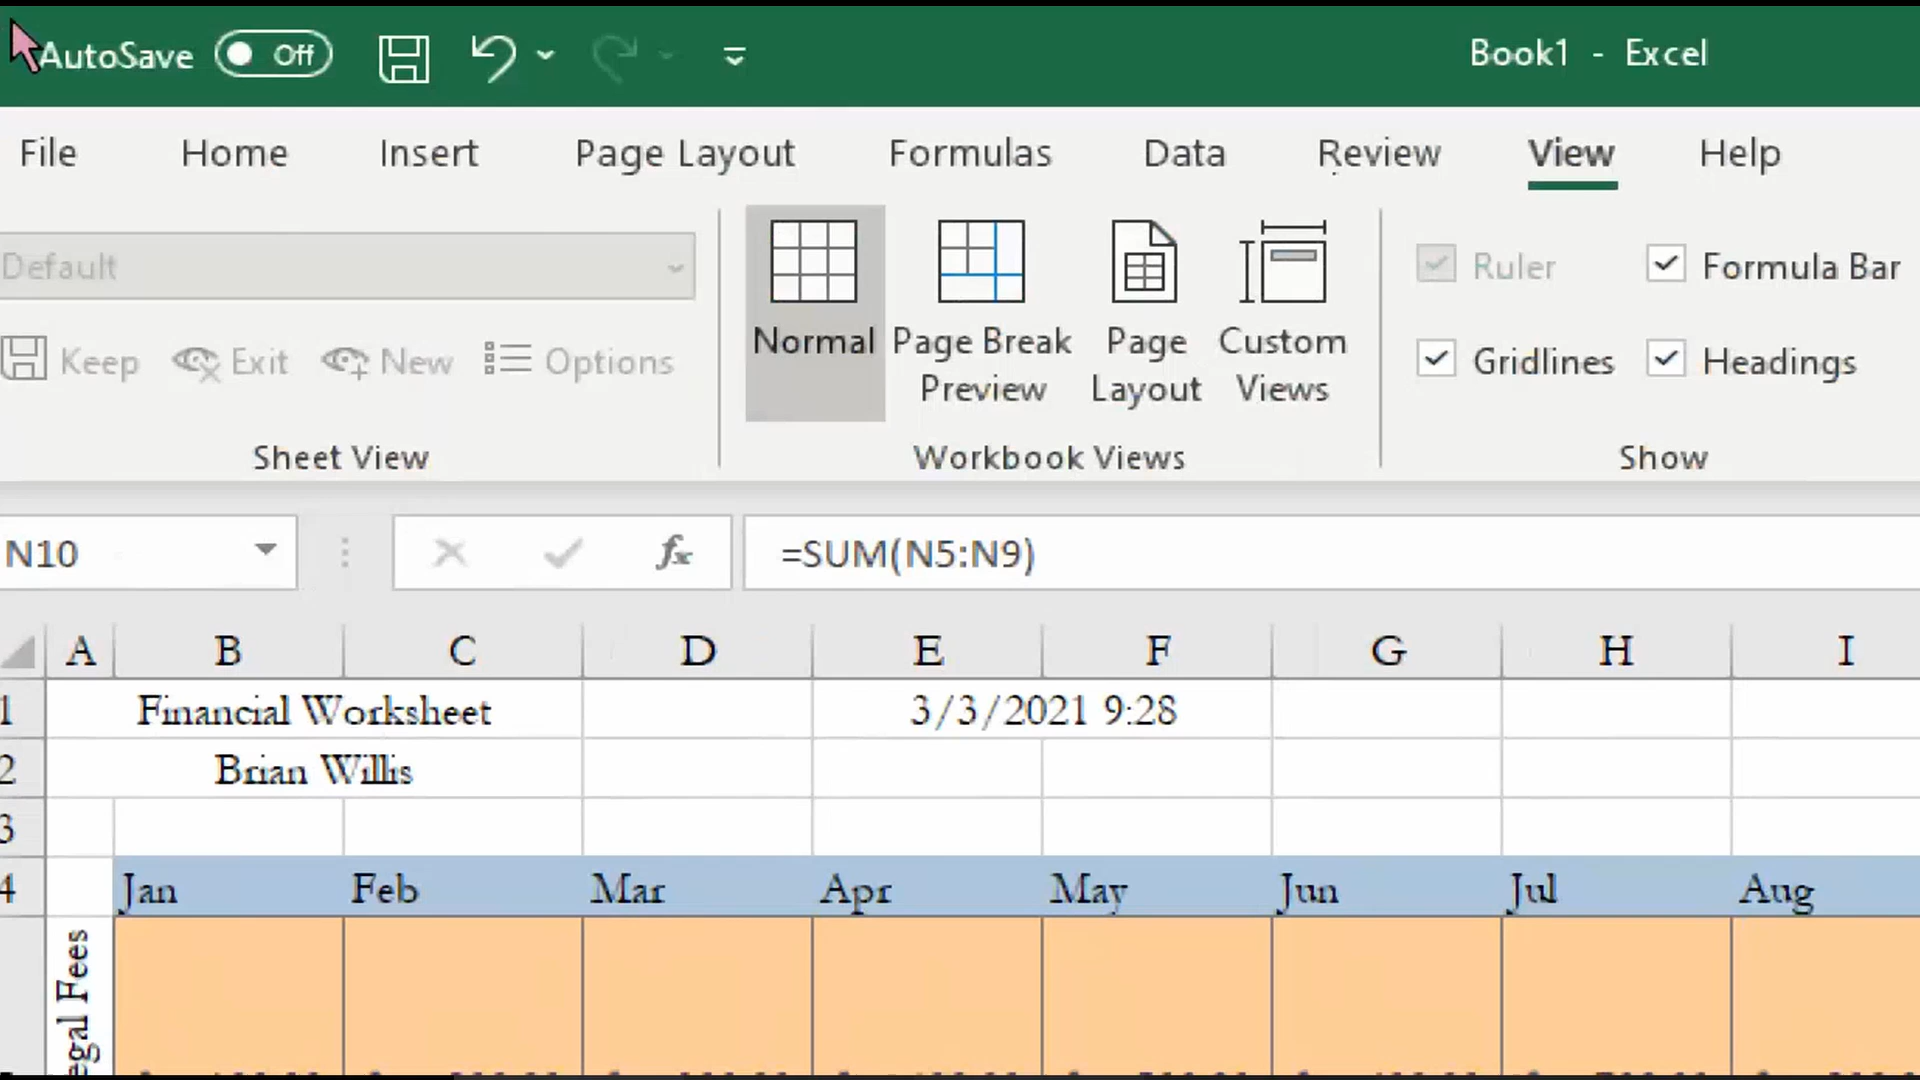 AutoSave Off Book1 - Excel
File Home Insert Page Layout Formulas Data Review View Help
Default
Keep Exit New Options
Normal Page Break Preview Page Layout Custom Views
Ruler Formula Bar
Gridlines Headings
Sheet View Workbook Views Show
N10 fx =SUM(N5:N9)
A B C D E F G H I
1 Financial Worksheet 3/3/2021 9:28
2 Brian Willis
3
4 Jan Feb Mar Apr May Jun Jul Aug
egal Fees